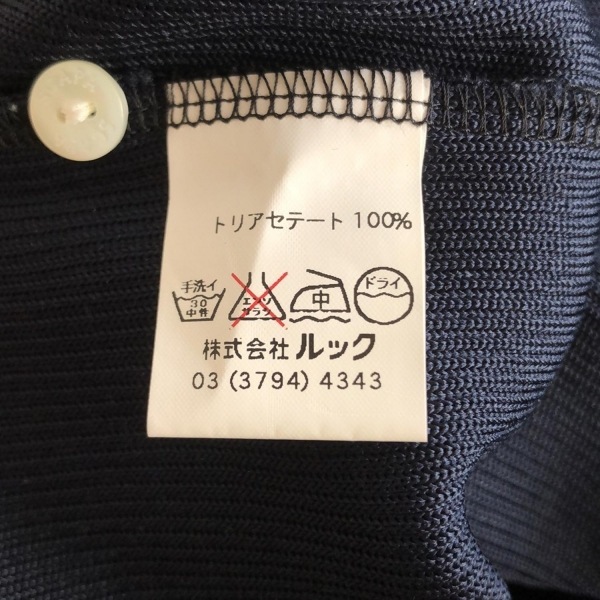 トリアセテート 100%
手洗イ 30 中性 エンソ サラシ 中 ドライ
株式会社 ルック
03 (3794) 4343